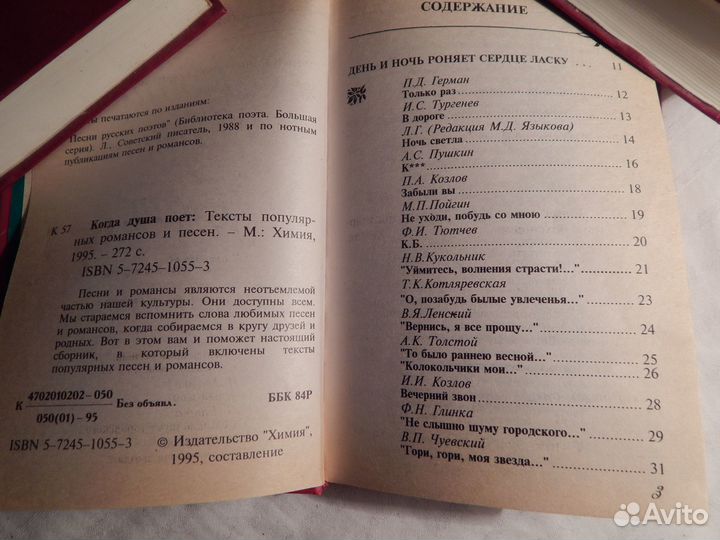 ы печатаются по изданиям:
"Песни русских поэтов" (Библиотека поэта. Большая
серия). Л., Советский писатель, 1988 и по нотным
публикациям песен и романсов.
К 57
Когда душа поет: Тексты популяр-
ных романсов и песен. – М.: Химия,
1995. – 272 с.
ISBN 5-7245-1055-3
Песни и романсы являются неотъемлемой
частью нашей культуры. Они доступны всем.
Мы стараемся вспомнить слова любимых песен
и романсов, когда собираемся в кругу друзей и
родных. Вот в этом вам и поможет настоящий
сборник, в который включены тексты
популярных песен и романсов.
К 4702010202–050
050(01)–95
Без объявл.
ББК 84Р
ISBN 5-7245-1055-3
© Издательство "Химия",
1995, составление
СОДЕРЖАНИЕ
ДЕНЬ И НОЧЬ РОНЯЕТ СЕРДЦЕ ЛАСКУ . . . 11
П.Д. Герман
Только раз 12
И.С. Тургенев
В дороге 13
Л.Г. (Редакция М.Д. Языкова)
Ночь светла 14
А.С. Пушкин
К*** 16
П.А. Козлов
Забыли вы 18
М.П. Пойгин
Не уходи, побудь со мною 19
Ф.И. Тютчев
К.Б. 20
Н.В. Кукольник
"Уймитесь, волнения страсти!..." 21
Т.К. Котляревская
"О, позабудь былые увлеченья..." 23
В.Я. Ленский
"Вернись, я все прощу..." 24
А.К. Толстой
"То было раннею весной..." 25
"Колокольчики мои..." 26
И.И. Козлов
Вечерний звон 28
Ф.Н. Глинка
"Не слышно шуму городского..." 29
В.П. Чуевский
"Гори, гори, моя звезда..." 31
3
Avito